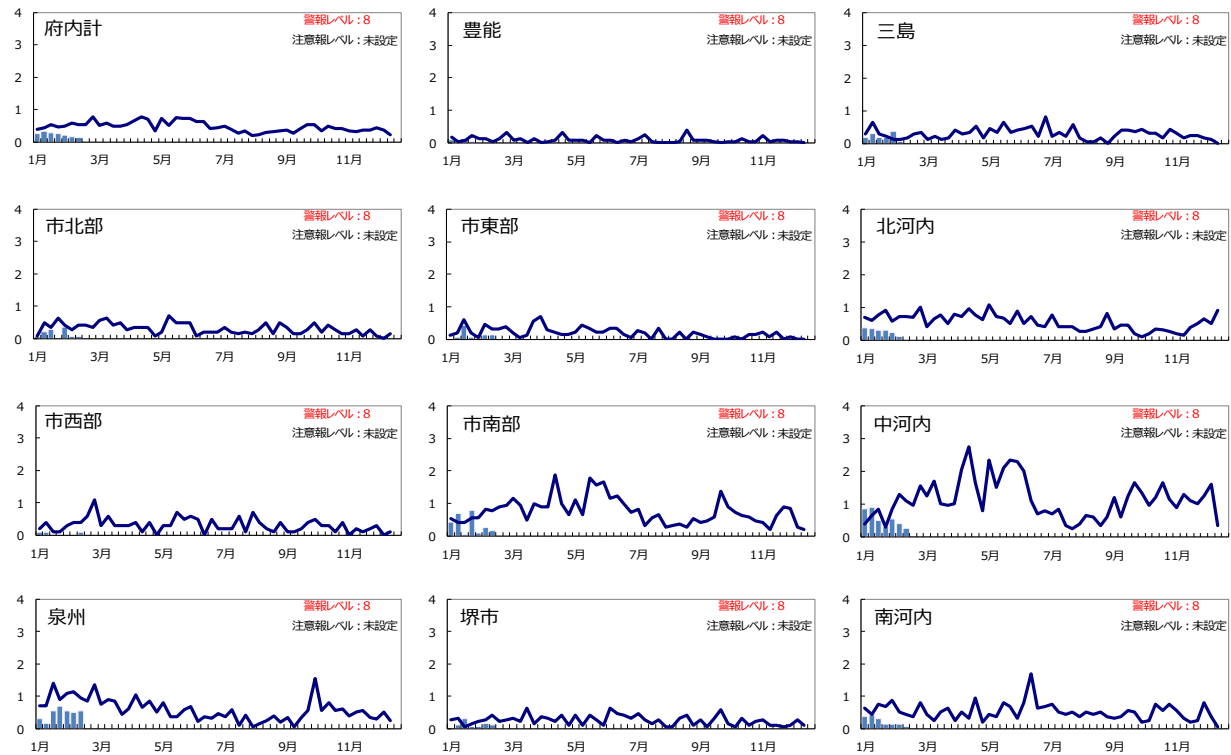 府内計
警報レベル：8
注意報レベル：未設定
4
3
2
1
0
1月 3月 5月 7月 9月 11月
豊能
警報レベル：8
注意報レベル：未設定
4
3
2
1
0
1月 3月 5月 7月 9月 11月
三島
警報レベル：8
注意報レベル：未設定
4
3
2
1
0
1月 3月 5月 7月 9月 11月
市北部
警報レベル：8
注意報レベル：未設定
4
3
2
1
0
1月 3月 5月 7月 9月 11月
市東部
警報レベル：8
注意報レベル：未設定
4
3
2
1
0
1月 3月 5月 7月 9月 11月
北河内
警報レベル：8
注意報レベル：未設定
4
3
2
1
0
1月 3月 5月 7月 9月 11月
市西部
警報レベル：8
注意報レベル：未設定
4
3
2
1
0
1月 3月 5月 7月 9月 11月
市南部
警報レベル：8
注意報レベル：未設定
4
3
2
1
0
1月 3月 5月 7月 9月 11月
中河内
警報レベル：8
注意報レベル：未設定
4
3
2
1
0
1月 3月 5月 7月 9月 11月
泉州
警報レベル：8
注意報レベル：未設定
4
3
2
1
0
1月 3月 5月 7月 9月 11月
堺市
警報レベル：8
注意報レベル：未設定
4
3
2
1
0
1月 3月 5月 7月 9月 11月
南河内
警報レベル：8
注意報レベル：未設定
4
3
2
1
0
1月 3月 5月 7月 9月 11月